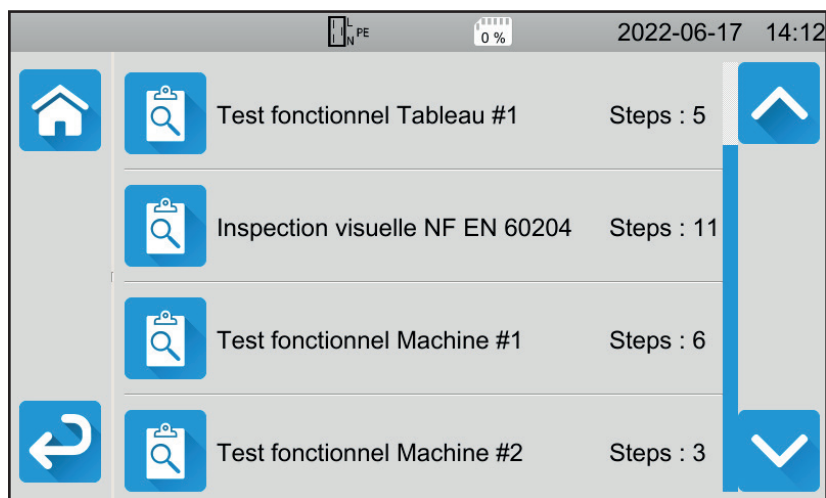 L
N PE
0 %
2022-06-17 14:12
Test fonctionnel Tableau #1 Steps : 5
Inspection visuelle NF EN 60204 Steps : 11
Test fonctionnel Machine #1 Steps : 6
Test fonctionnel Machine #2 Steps : 3